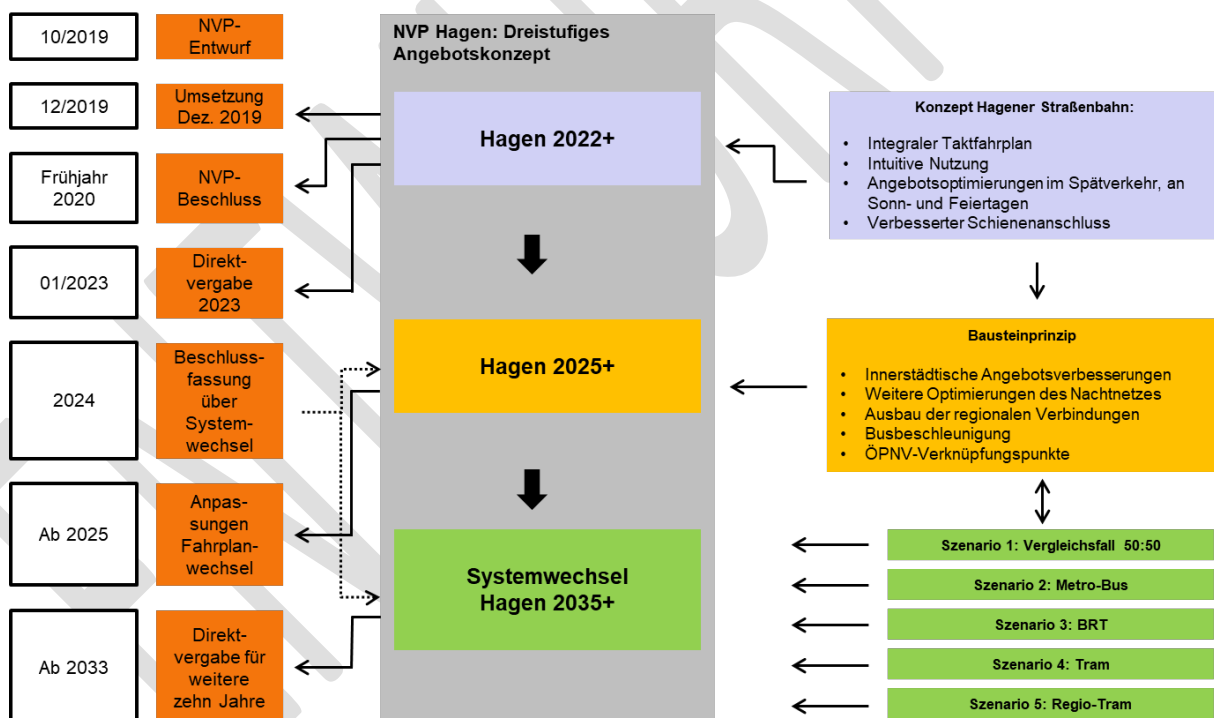 10/2019
NVP-
Entwurf
12/2019
Umsetzung
Dez. 2019
Frühjahr
2020
NVP-
Beschluss
01/2023
Direkt-
vergabe
2023
2024
Beschluss-
fassung
über
System-
wechsel
Ab 2025
Anpas-
sungen
Fahrplan-
wechsel
Ab 2033
Direkt-
vergabe für
weitere
zehn Jahre
NVP Hagen: Dreistufiges
Angebotskonzept
Hagen 2022+
Hagen 2025+
Systemwechsel
Hagen 2035+
Konzept Hagener Straßenbahn:
• Integraler Taktfahrplan
• Intuitive Nutzung
• Angebotsoptimierungen im Spätverkehr, an
Sonn- und Feiertagen
• Verbesserter Schienenanschluss
Bausteinprinzip
• Innerstädtische Angebotsverbesserungen
• Weitere Optimierungen des Nachtnetzes
• Ausbau der regionalen Verbindungen
• Busbeschleunigung
• ÖPNV-Verknüpfungspunkte
Szenario 1: Vergleichsfall 50:50
Szenario 2: Metro-Bus
Szenario 3: BRT
Szenario 4: Tram
Szenario 5: Regio-Tram